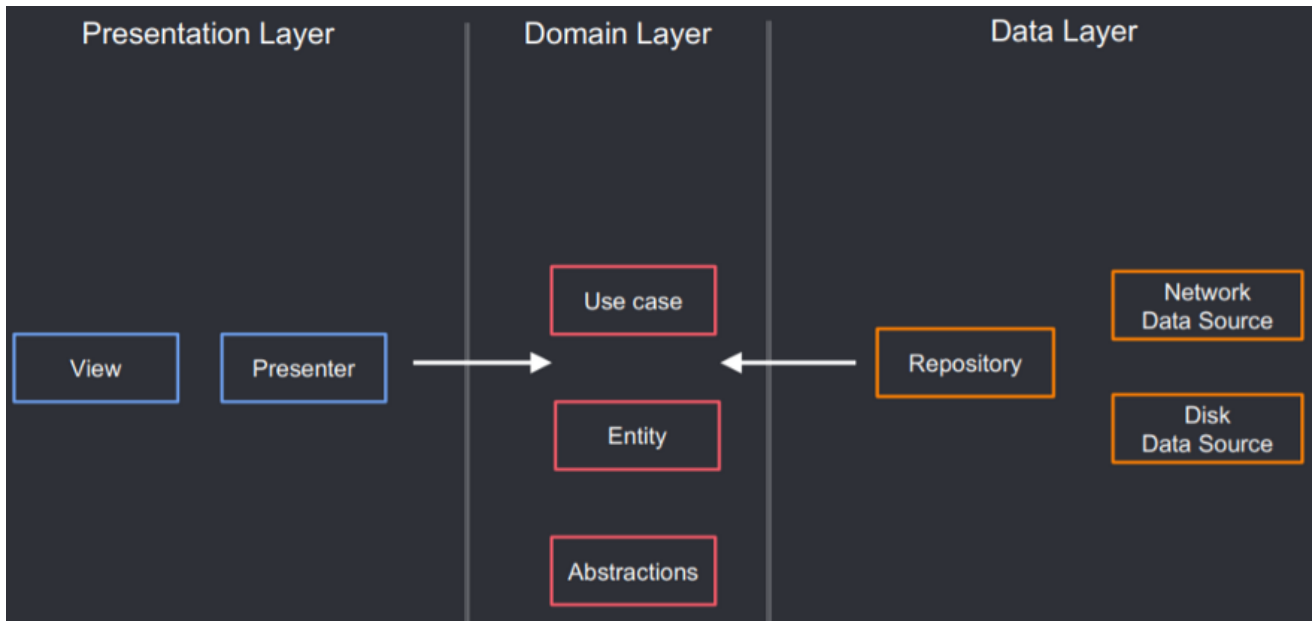 Presentation Layer
Domain Layer
Data Layer
View
Presenter
Use case
Entity
Abstractions
Repository
Network
Data Source
Disk
Data Source